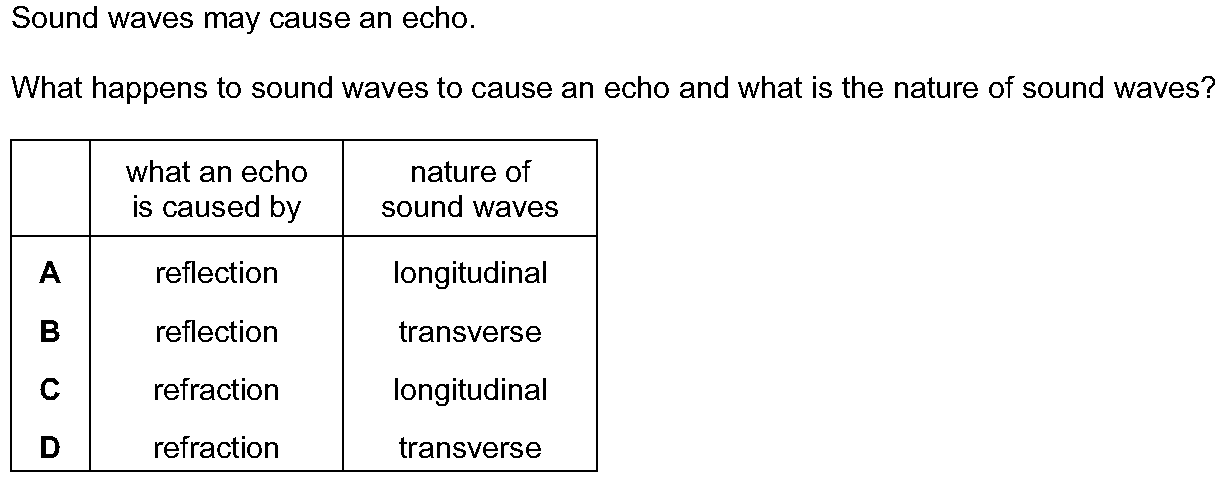 Sound waves may cause an echo.
What happens to sound waves to cause an echo and what is the nature of sound waves?
what an echo is caused by
nature of sound waves
A reflection longitudinal
B reflection transverse
C refraction longitudinal
D refraction transverse